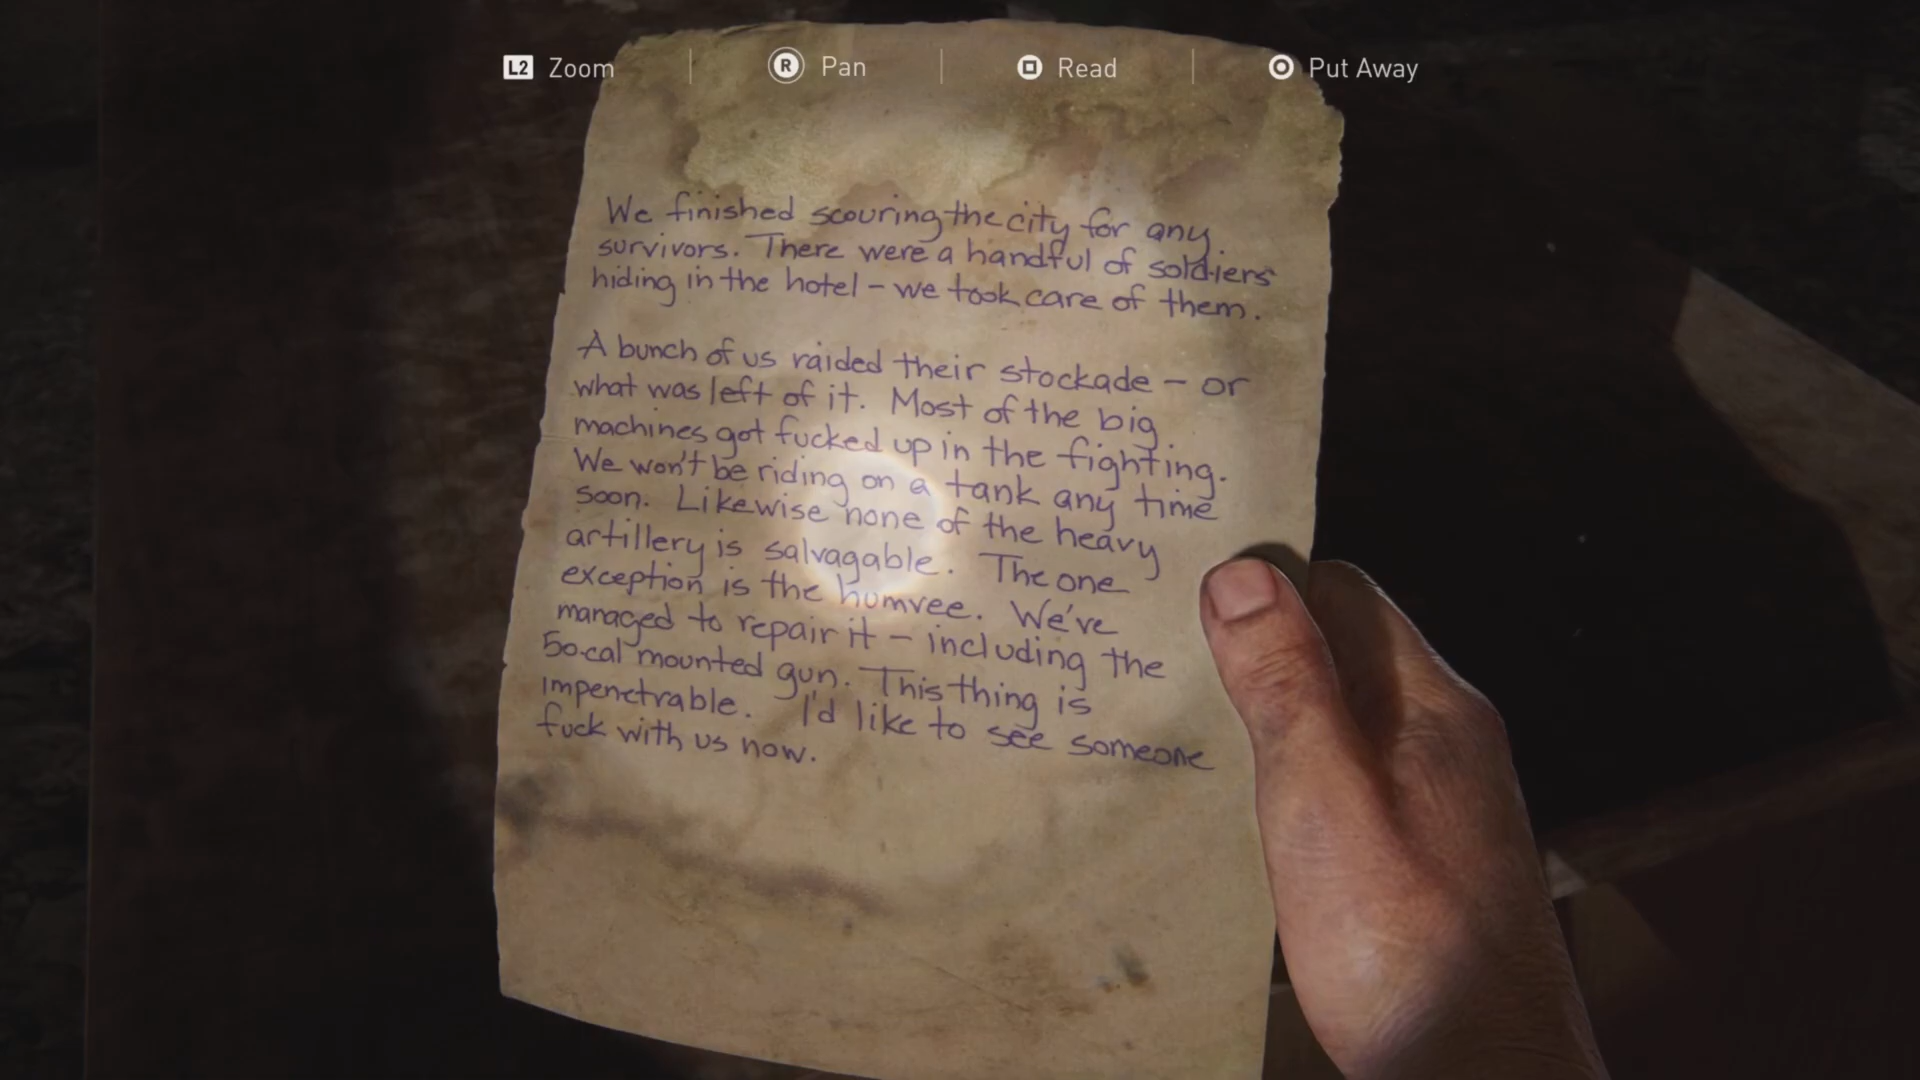 L2 Zoom R Pan Read Put Away
We finished scouring the city for any
survivors. There were a handful of soldiers
hiding in the hotel - we took care of them.
A bunch of us raided their stockade - or
what was left of it. Most of the big
machines got fucked up in the fighting.
We won't be riding on a tank any time
soon. Likewise none of the heavy
artillery is salvagable. The one
exception is the humvee. We've
managed to repair it - including the
50.cal mounted gun. This thing is
impenetrable. I'd like to see someone
fuck with us now.